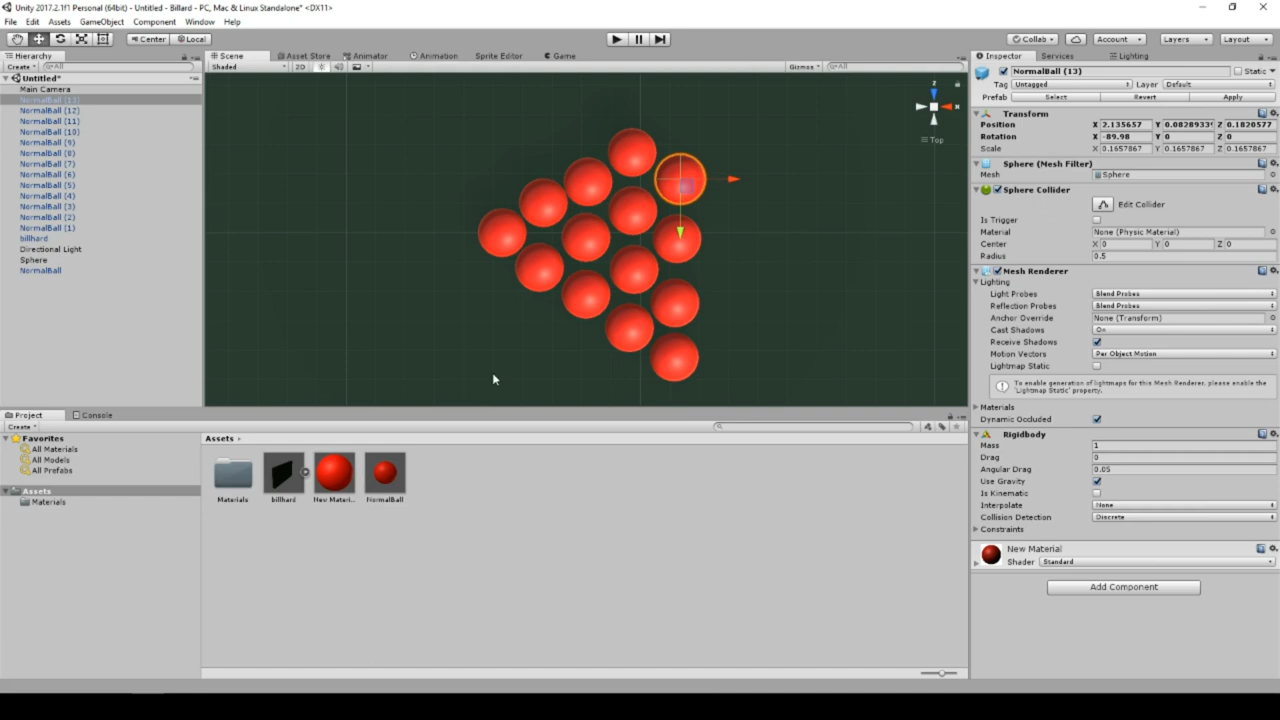 Unity 2017.2.1f1 Personal (64bit) - Untitled - Billard - PC, Mac & Linux Standalone* <DX11>
File Edit Assets GameObject Component Window Help
Center Local
Collab Account Layers Layout
Hierarchy
Create All
Untitled*
Main Camera
NormalBall (13)
NormalBall (12)
NormalBall (11)
NormalBall (10)
NormalBall (9)
NormalBall (8)
NormalBall (7)
NormalBall (6)
NormalBall (5)
NormalBall (4)
NormalBall (3)
NormalBall (2)
NormalBall (1)
billhard
Directional Light
Sphere
NormalBall
Scene Asset Store Animator Animation Sprite Editor Game
Shaded 2D Gizmos All
z
x
Top
Inspector Services Lighting
NormalBall (13) Static
Tag Untagged Layer Default
Prefab Select Revert Apply
Transform
Position X 2.135657 Y 0.0828933 Z 0.1820577
Rotation X -89.98 Y 0 Z 0
Scale X 0.1657867 Y 0.1657867 Z 0.1657867
Sphere (Mesh Filter)
Mesh Sphere
Sphere Collider
Edit Collider
Is Trigger
Material None (Physic Material)
Center X 0 Y 0 Z 0
Radius 0.5
Mesh Renderer
Lighting
Light Probes Blend Probes
Reflection Probes Blend Probes
Anchor Override None (Transform)
Cast Shadows On
Receive Shadows
Motion Vectors Per Object Motion
Lightmap Static
To enable generation of lightmaps for this Mesh Renderer, please enable the
'Lightmap Static' property.
Materials
Dynamic Occluded
Rigidbody
Mass 1
Drag 0
Angular Drag 0.05
Use Gravity
Is Kinematic
Interpolate None
Collision Detection Discrete
Constraints
New Material
Shader Standard
Add Component
Project Console
Create
Favorites
All Materials
All Models
All Prefabs
Assets
Materials
Assets
Materials billhard New Materi... NormalBall